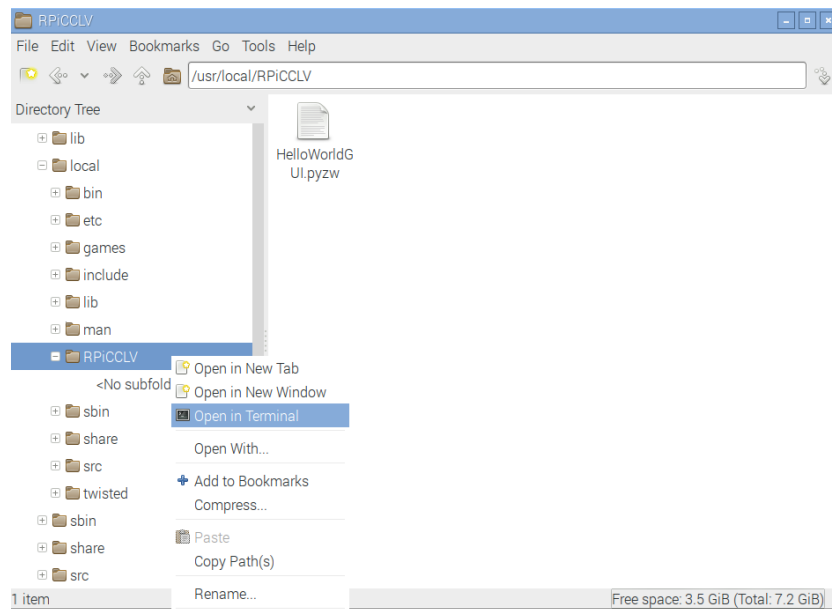 RPiCCLV
File Edit View Bookmarks Go Tools Help
/usr/local/RPiCCLV
Directory Tree
lib
local
bin
etc
games
include
lib
man
RPiCCLV
<No subfold
sbin
share
src
twisted
sbin
share
src
HelloWorldG
UI.pyzw
Open in New Tab
Open in New Window
Open in Terminal
Open With...
Add to Bookmarks
Compress...
Paste
Copy Path(s)
Rename...
1 item
Free space: 3.5 GiB (Total: 7.2 GiB)